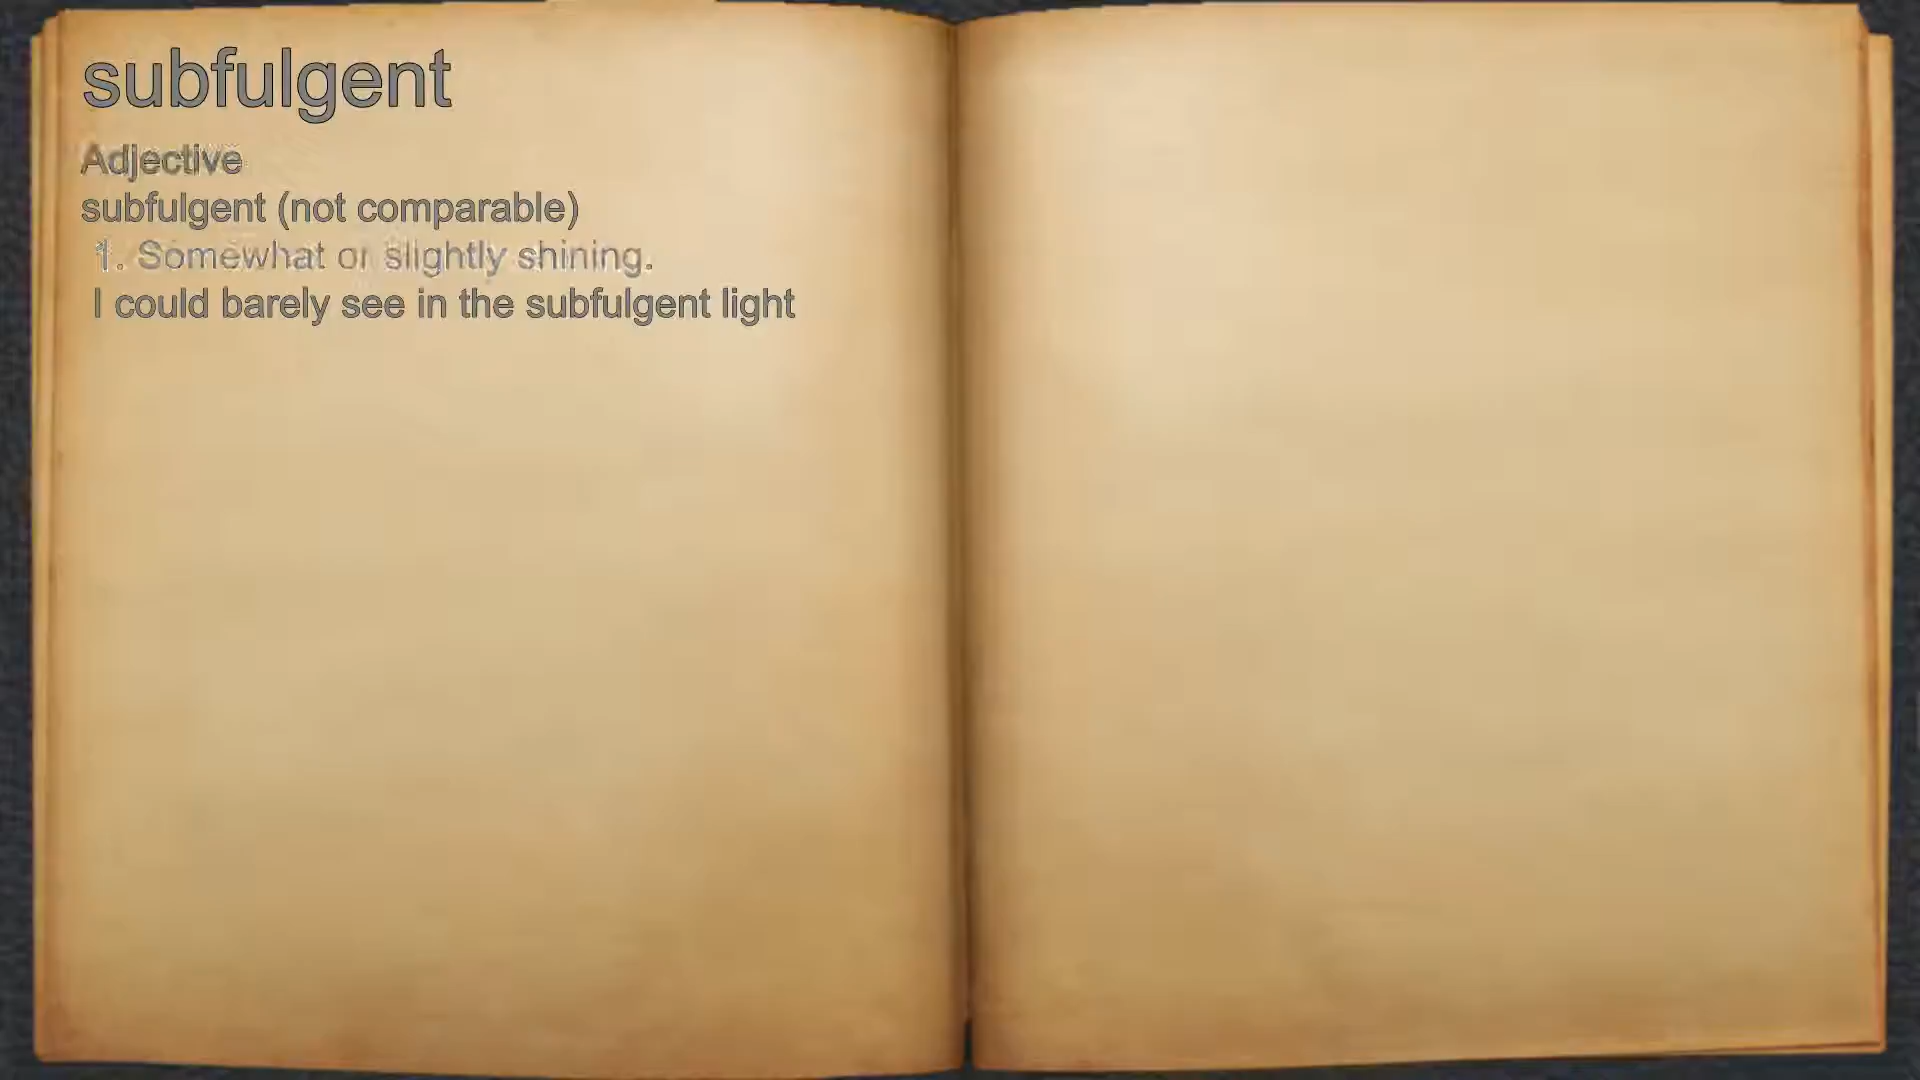 subfulgent
Adjective
subfulgent (not comparable)
1. Somewhat or slightly shining.
I could barely see in the subfulgent light